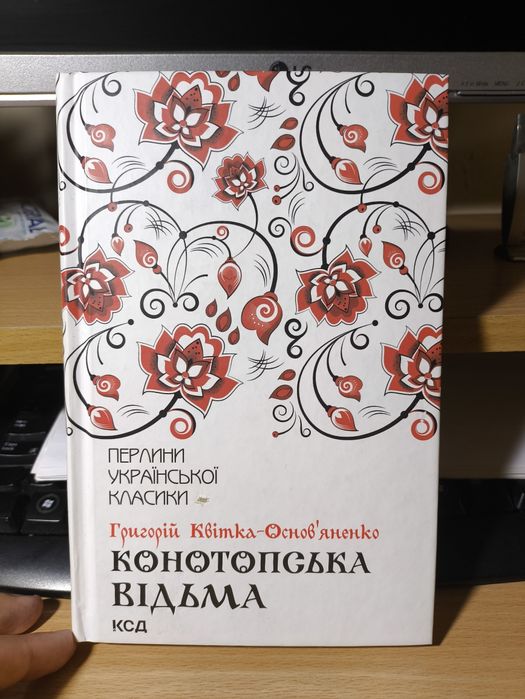 ПЕРЛИНИ
УКРАЇНСЬКОЇ
КЛАСИКИ
Григорій Квітка-Основ'яненко
КОНОТОПСЬКА
ВІДЬМА
КСД